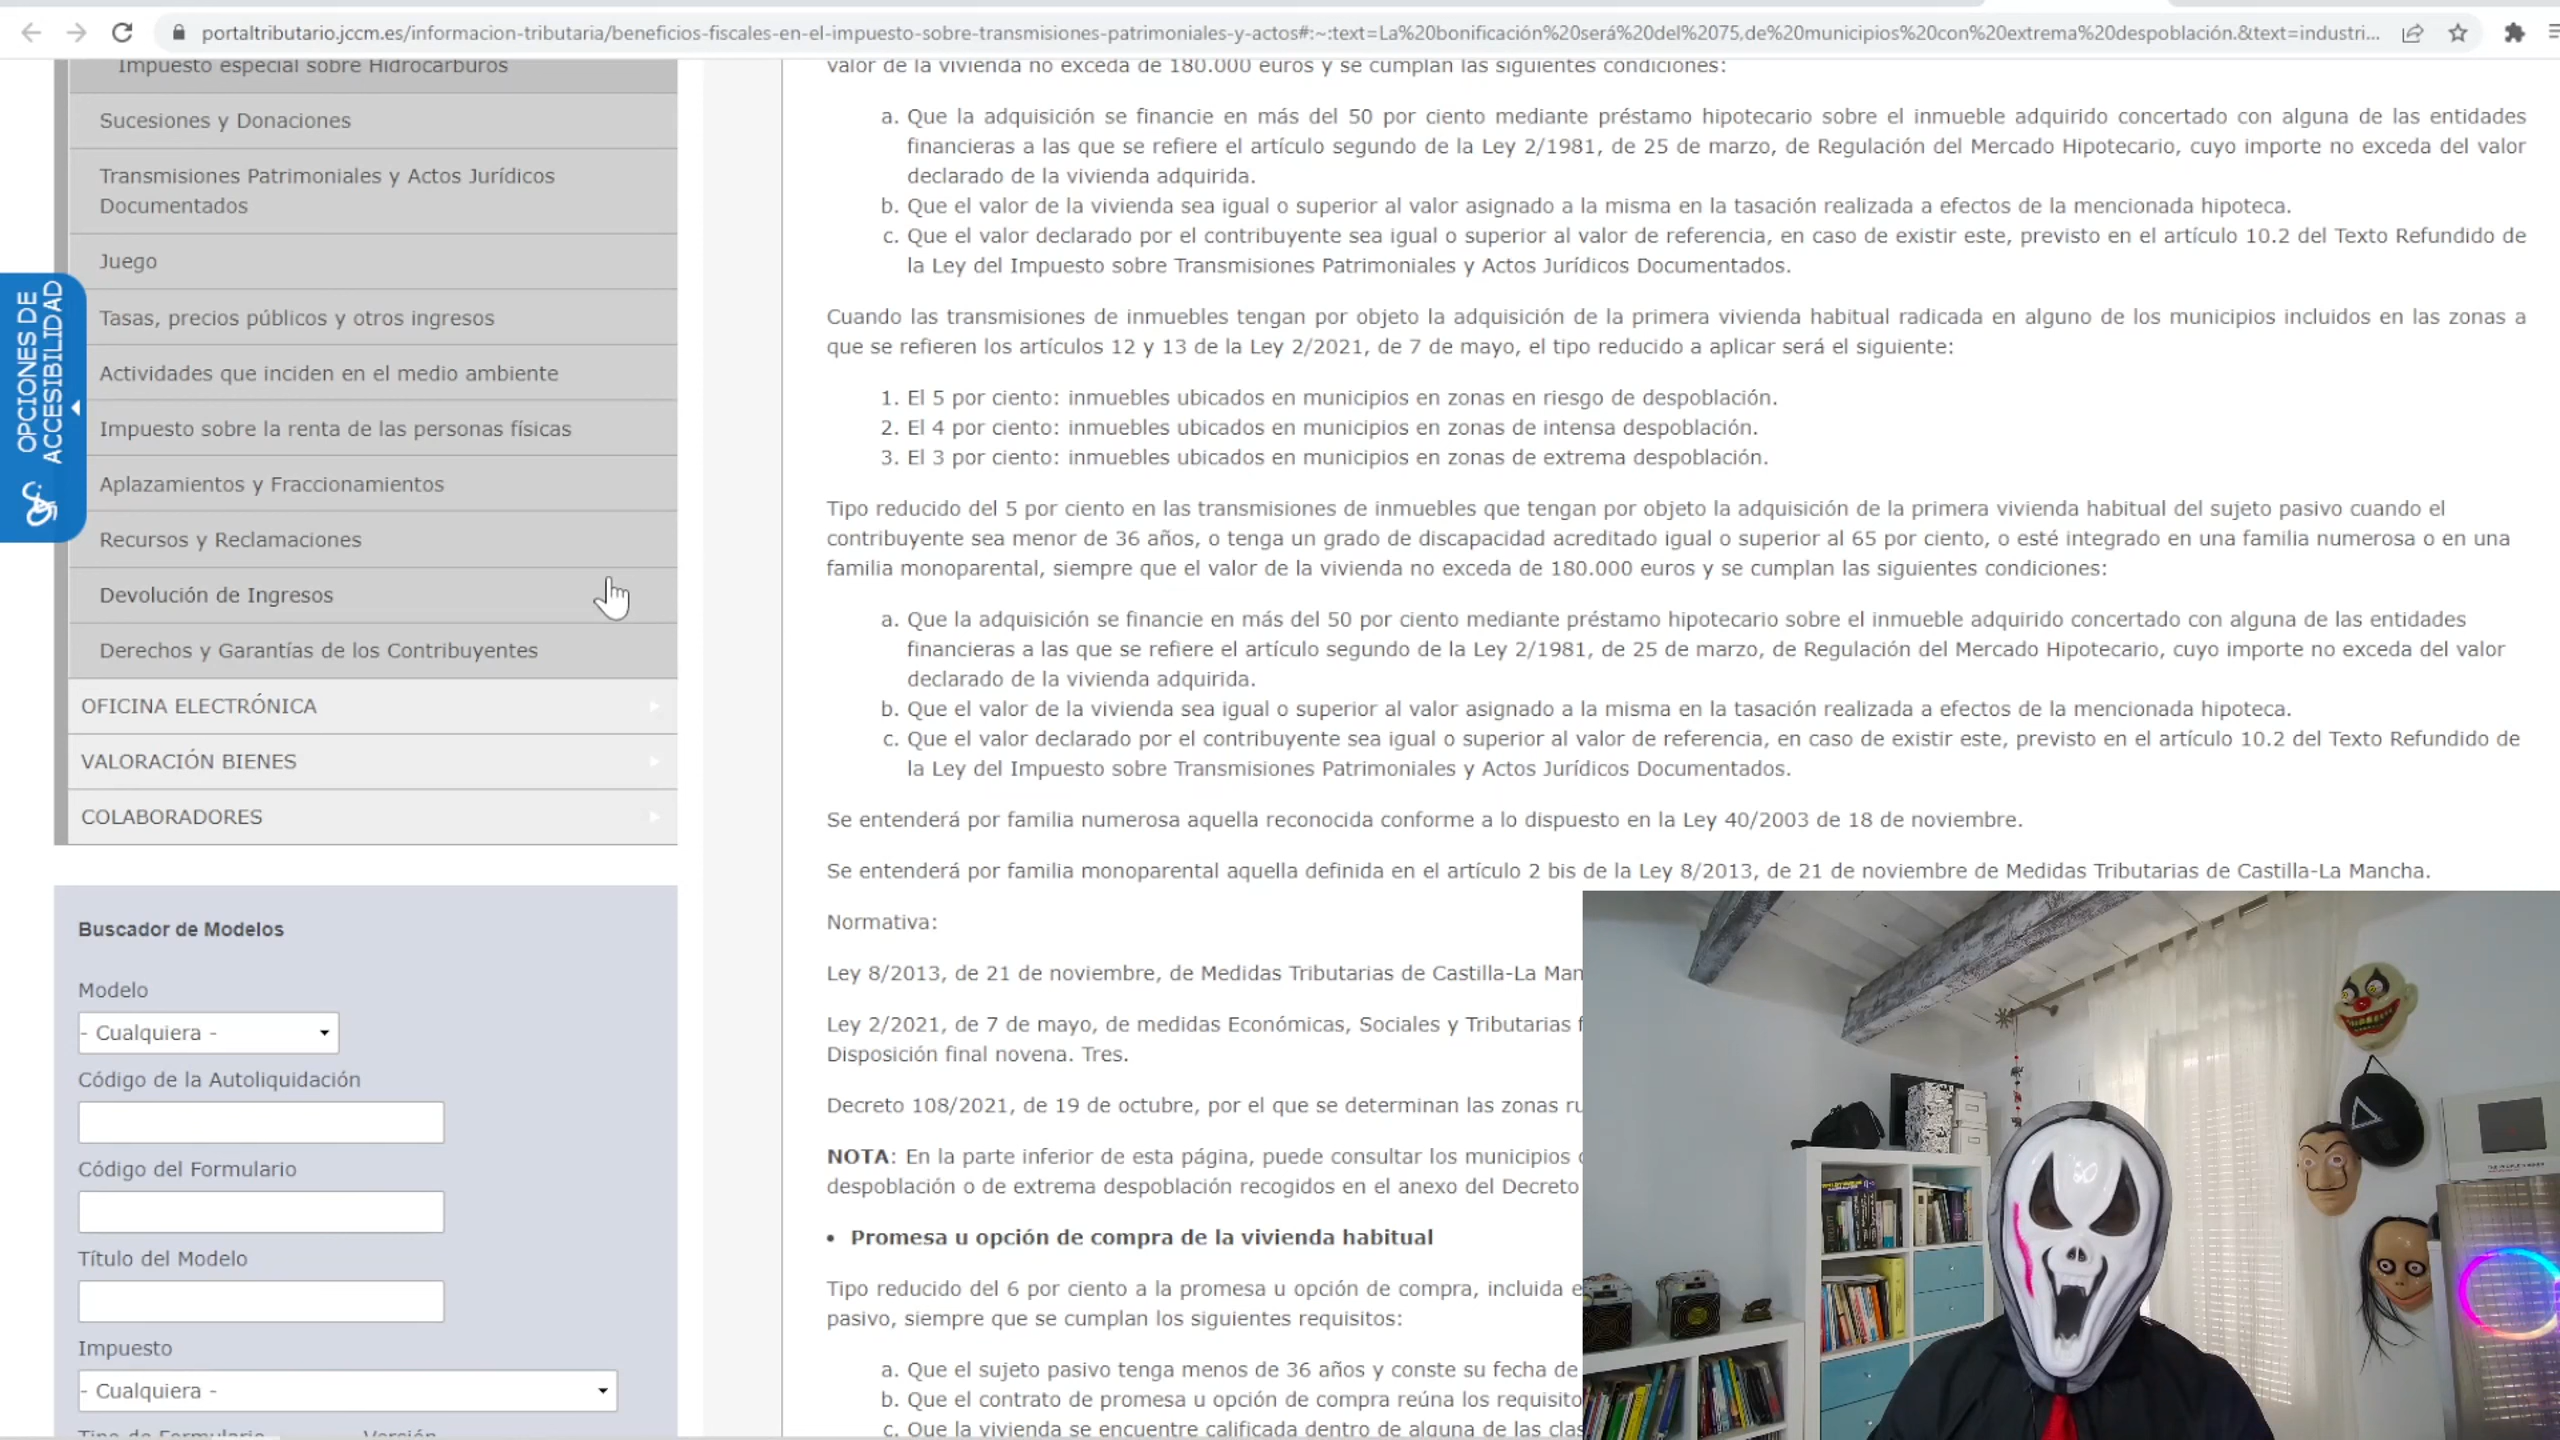 portaltributario.jccm.es/informacion-tributaria/beneficios-fiscales-en-el-impuesto-sobre-transmisiones-patrimoniales-y-actos#:~:text=La%20bonificación%20será%20del%2075,de%20municipios%20con%20extrema%20despoblación.&text=industri...
Impuesto especial sobre Hidrocarburos
Sucesiones y Donaciones
Transmisiones Patrimoniales y Actos Jurídicos
Documentados
Juego
Tasas, precios públicos y otros ingresos
Actividades que inciden en el medio ambiente
Impuesto sobre la renta de las personas físicas
Aplazamientos y Fraccionamientos
Recursos y Reclamaciones
Devolución de Ingresos
Derechos y Garantías de los Contribuyentes
OFICINA ELECTRÓNICA
VALORACIÓN BIENES
COLABORADORES
OPCIONES DE
ACCESIBILIDAD
Buscador de Modelos
Modelo
- Cualquiera -
Código de la Autoliquidación
Código del Formulario
Título del Modelo
Impuesto
- Cualquiera -
Tipo de Formulario Versión
valor de la vivienda no exceda de 180.000 euros y se cumplan las siguientes condiciones:
a. Que la adquisición se financie en más del 50 por ciento mediante préstamo hipotecario sobre el inmueble adquirido concertado con alguna de las entidades
financieras a las que se refiere el artículo segundo de la Ley 2/1981, de 25 de marzo, de Regulación del Mercado Hipotecario, cuyo importe no exceda del valor
declarado de la vivienda adquirida.
b. Que el valor de la vivienda sea igual o superior al valor asignado a la misma en la tasación realizada a efectos de la mencionada hipoteca.
c. Que el valor declarado por el contribuyente sea igual o superior al valor de referencia, en caso de existir este, previsto en el artículo 10.2 del Texto Refundido de
la Ley del Impuesto sobre Transmisiones Patrimoniales y Actos Jurídicos Documentados.
Cuando las transmisiones de inmuebles tengan por objeto la adquisición de la primera vivienda habitual radicada en alguno de los municipios incluidos en las zonas a
que se refieren los artículos 12 y 13 de la Ley 2/2021, de 7 de mayo, el tipo reducido a aplicar será el siguiente:
1. El 5 por ciento: inmuebles ubicados en municipios en zonas en riesgo de despoblación.
2. El 4 por ciento: inmuebles ubicados en municipios en zonas de intensa despoblación.
3. El 3 por ciento: inmuebles ubicados en municipios en zonas de extrema despoblación.
Tipo reducido del 5 por ciento en las transmisiones de inmuebles que tengan por objeto la adquisición de la primera vivienda habitual del sujeto pasivo cuando el
contribuyente sea menor de 36 años, o tenga un grado de discapacidad acreditado igual o superior al 65 por ciento, o esté integrado en una familia numerosa o en una
familia monoparental, siempre que el valor de la vivienda no exceda de 180.000 euros y se cumplan las siguientes condiciones:
a. Que la adquisición se financie en más del 50 por ciento mediante préstamo hipotecario sobre el inmueble adquirido concertado con alguna de las entidades
financieras a las que se refiere el artículo segundo de la Ley 2/1981, de 25 de marzo, de Regulación del Mercado Hipotecario, cuyo importe no exceda del valor
declarado de la vivienda adquirida.
b. Que el valor de la vivienda sea igual o superior al valor asignado a la misma en la tasación realizada a efectos de la mencionada hipoteca.
c. Que el valor declarado por el contribuyente sea igual o superior al valor de referencia, en caso de existir este, previsto en el artículo 10.2 del Texto Refundido de
la Ley del Impuesto sobre Transmisiones Patrimoniales y Actos Jurídicos Documentados.
Se entenderá por familia numerosa aquella reconocida conforme a lo dispuesto en la Ley 40/2003 de 18 de noviembre.
Se entenderá por familia monoparental aquella definida en el artículo 2 bis de la Ley 8/2013, de 21 de noviembre de Medidas Tributarias de Castilla-La Mancha.
Normativa:
Ley 8/2013, de 21 de noviembre, de Medidas Tributarias de Castilla-La Man
Ley 2/2021, de 7 de mayo, de medidas Económicas, Sociales y Tributarias f
Disposición final novena. Tres.
Decreto 108/2021, de 19 de octubre, por el que se determinan las zonas ru
NOTA: En la parte inferior de esta página, puede consultar los municipios
despoblación o de extrema despoblación recogidos en el anexo del Decreto
• Promesa u opción de compra de la vivienda habitual
Tipo reducido del 6 por ciento a la promesa u opción de compra, incluida e
pasivo, siempre que se cumplan los siguientes requisitos:
a. Que el sujeto pasivo tenga menos de 36 años y conste su fecha de
b. Que el contrato de promesa u opción de compra reúna los requisito
c. Que la vivienda se encuentre calificada dentro de alguna de las clas